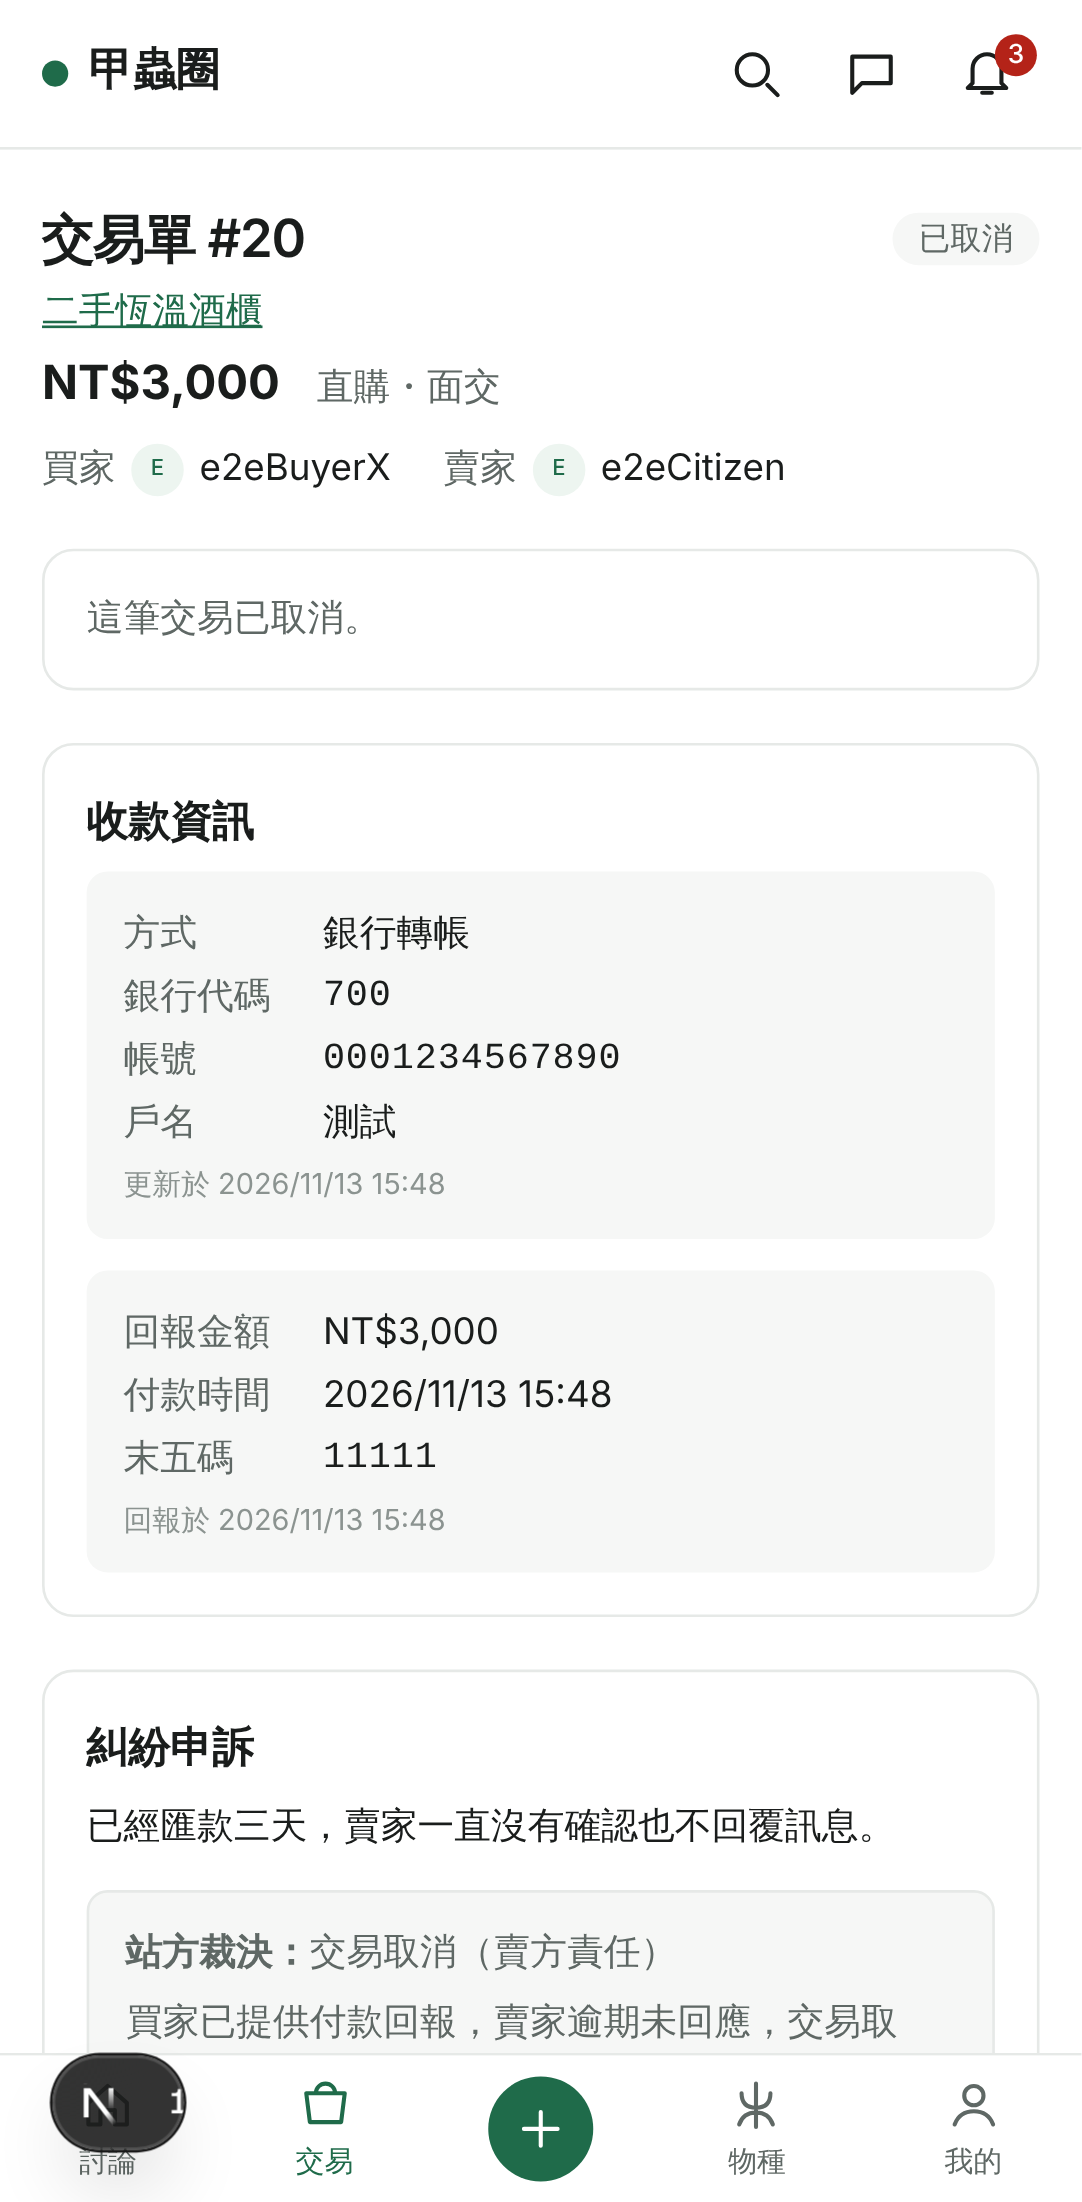 甲蟲圈
3
交易單 #20
已取消
二手恆溫酒櫃
NT$3,000 直購・面交
買家 E e2eBuyerX 賣家 E e2eCitizen
這筆交易已取消。
收款資訊
方式 銀行轉帳
銀行代碼 700
帳號 0001234567890
戶名 測試
更新於 2026/11/13 15:48
回報金額 NT$3,000
付款時間 2026/11/13 15:48
末五碼 11111
回報於 2026/11/13 15:48
糾紛申訴
已經匯款三天，賣家一直沒有確認也不回覆訊息。
站方裁決：交易取消（賣方責任）
買家已提供付款回報，賣家逾期未回應，交易取
N 1
討論 交易 物種 我的